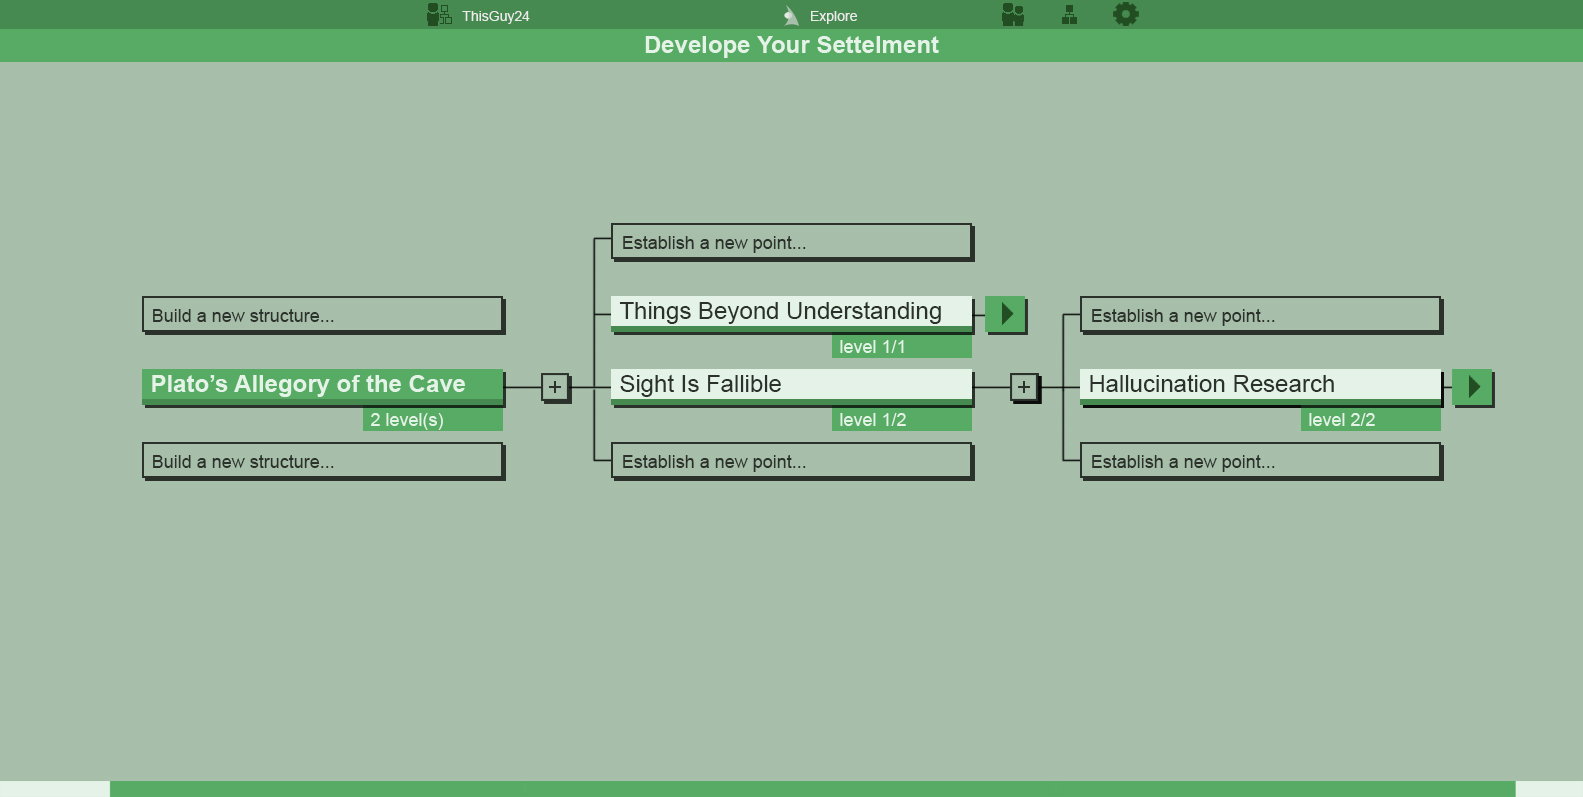 ThisGuy24
Explore
Develope Your Settelment
Establish a new point...
Build a new structure...
Things Beyond Understanding
Establish a new point...
level 1/1
Plato’s Allegory of the Cave
+
Sight Is Fallible
+
Hallucination Research
2 level(s)
level 1/2
level 2/2
Build a new structure...
Establish a new point...
Establish a new point...